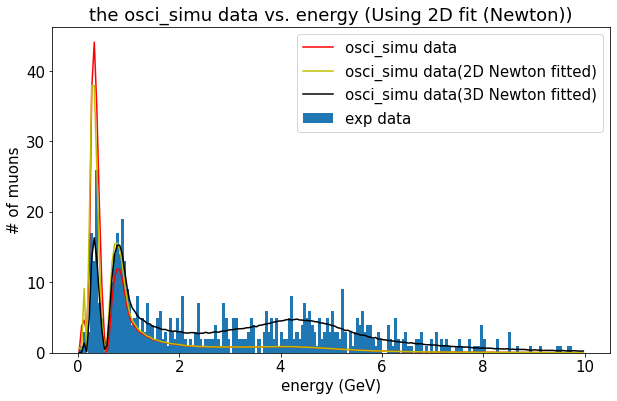 the osci_simu data vs. energy (Using 2D fit (Newton))
osci_simu data
osci_simu data(2D Newton fitted)
osci_simu data(3D Newton fitted)
exp data
# of muons
40
30
20
10
0
0 2 4 6 8 10
energy (GeV)